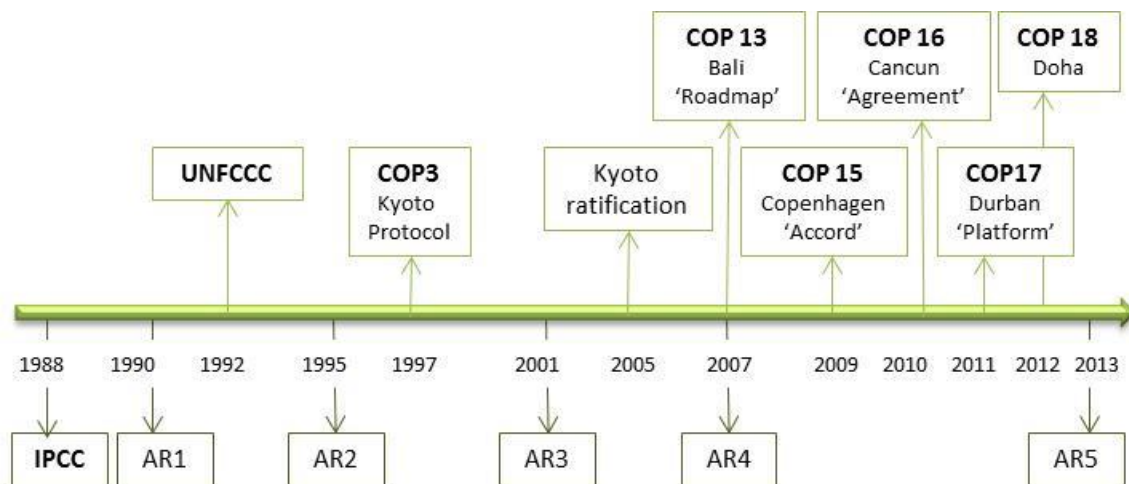 COP 13
Bali
‘Roadmap’
COP 16
Cancun
‘Agreement’
COP 18
Doha
UNFCCC
COP3
Kyoto
Protocol
Kyoto
ratification
COP 15
Copenhagen
‘Accord’
COP17
Durban
‘Platform’
1988 1990 1992 1995 1997 2001 2005 2007 2009 2010 2011 2012 2013
IPCC AR1 AR2 AR3 AR4 AR5